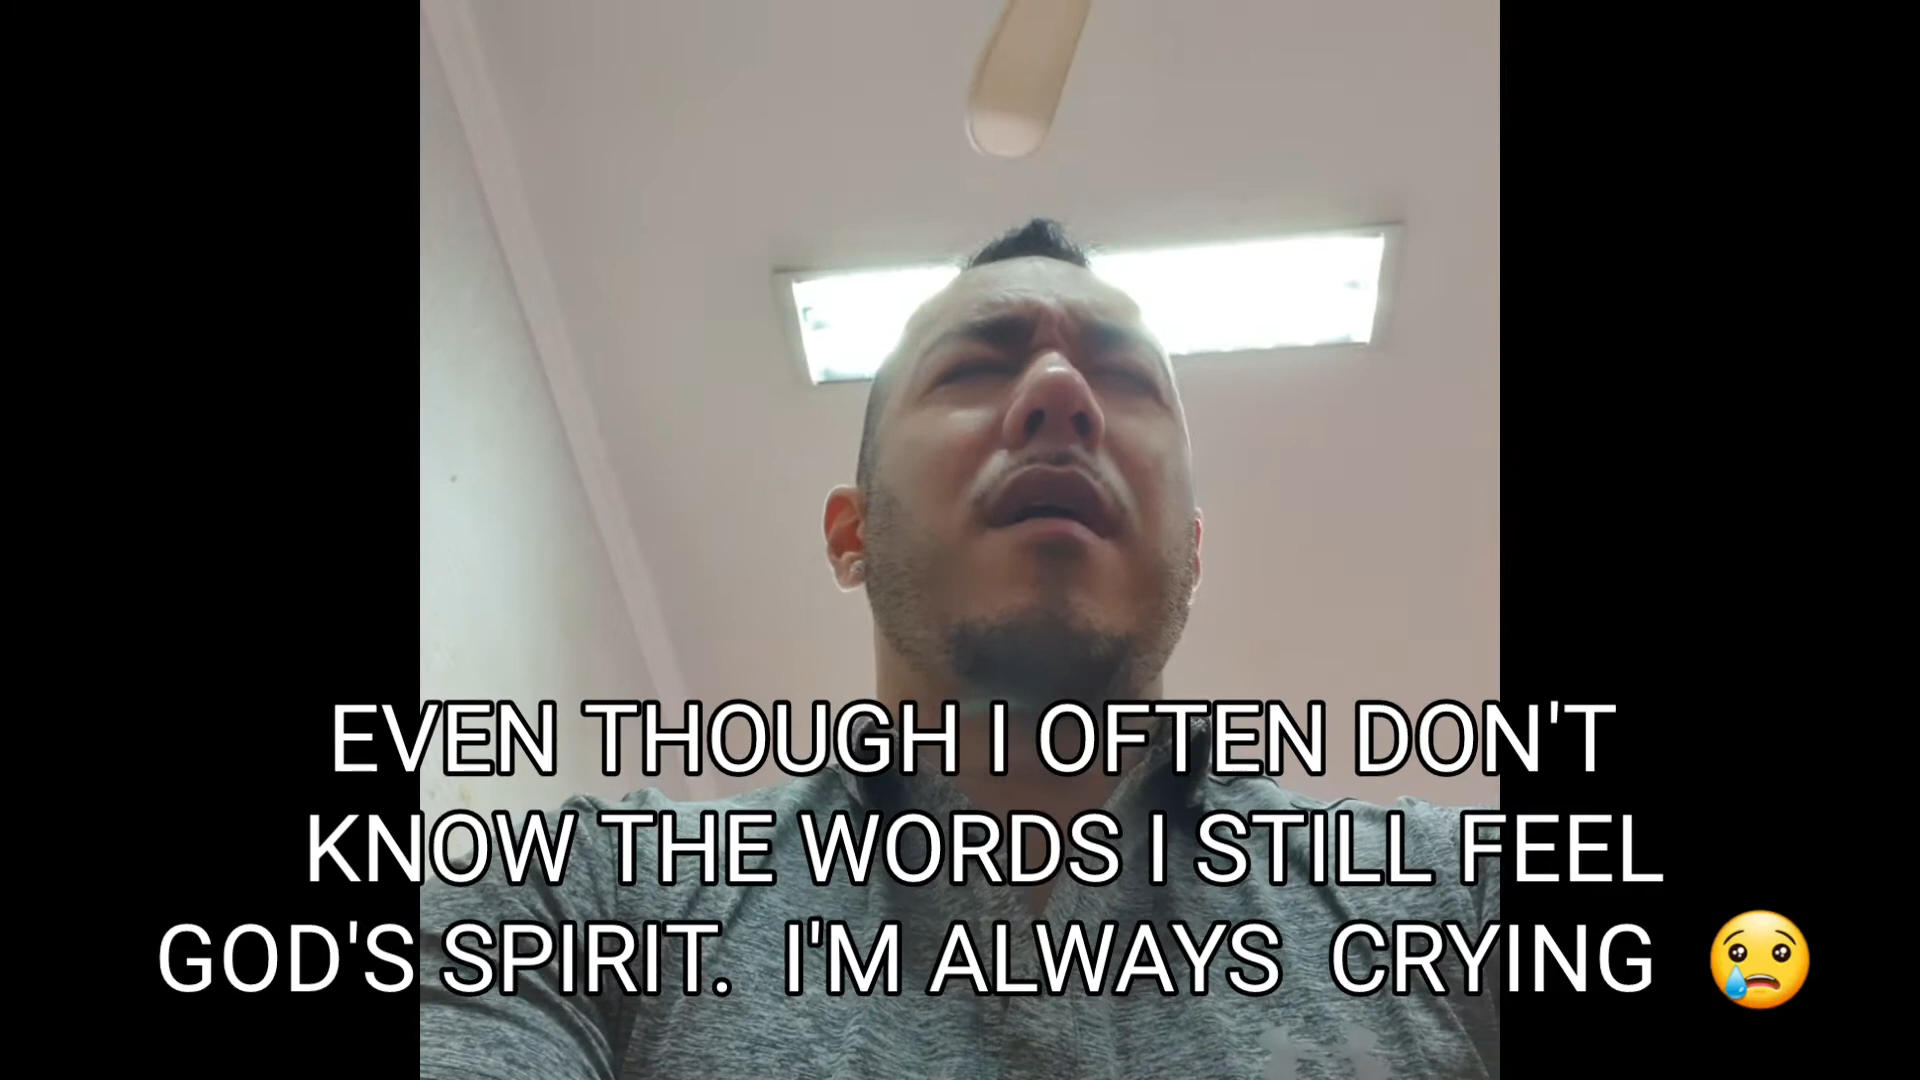 EVEN THOUGH I OFTEN DON'T
KNOW THE WORDS I STILL FEEL
GOD'S SPIRIT.  I'M ALWAYS  CRYING 😢